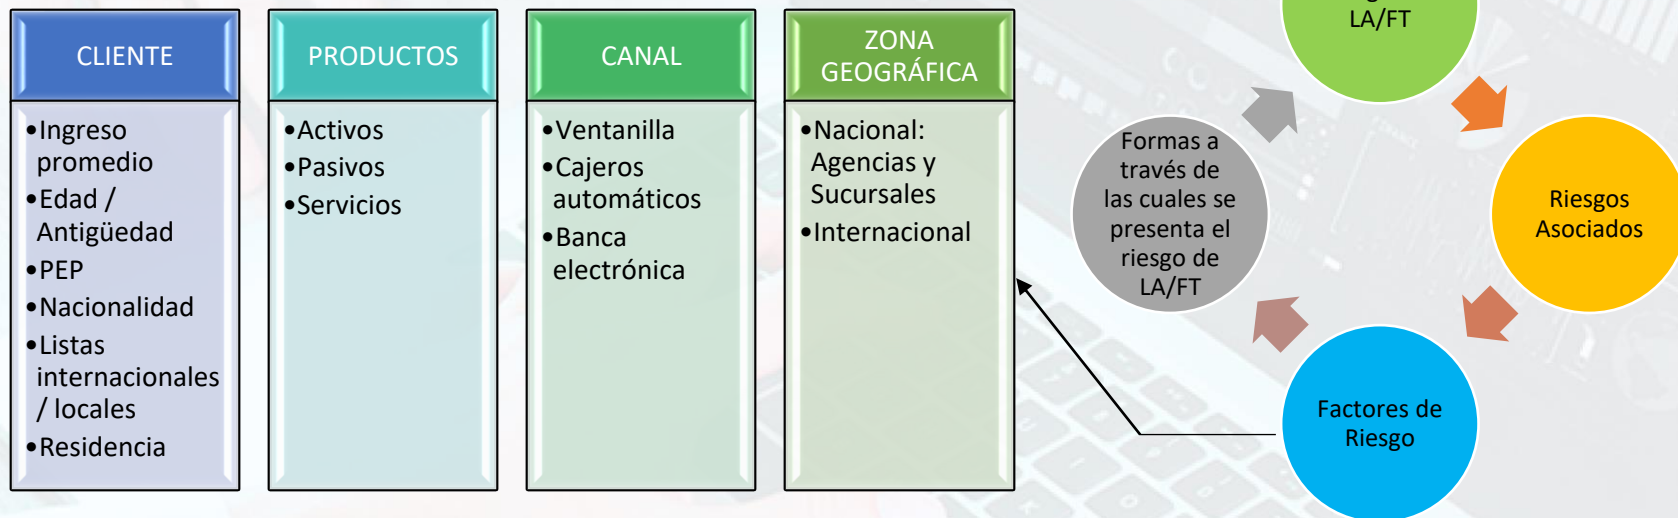 CLIENTE
•Ingreso
promedio
•Edad /
Antigüedad
•PEP
•Nacionalidad
•Listas
internacionales
/ locales
•Residencia
PRODUCTOS
•Activos
•Pasivos
•Servicios
CANAL
•Ventanilla
•Cajeros
automáticos
•Banca
electrónica
ZONA
GEOGRÁFICA
•Nacional:
Agencias y
Sucursales
•Internacional
LA/FT
Riesgos
Asociados
Factores de
Riesgo
Formas a
través de
las cuales se
presenta el
riesgo de
LA/FT